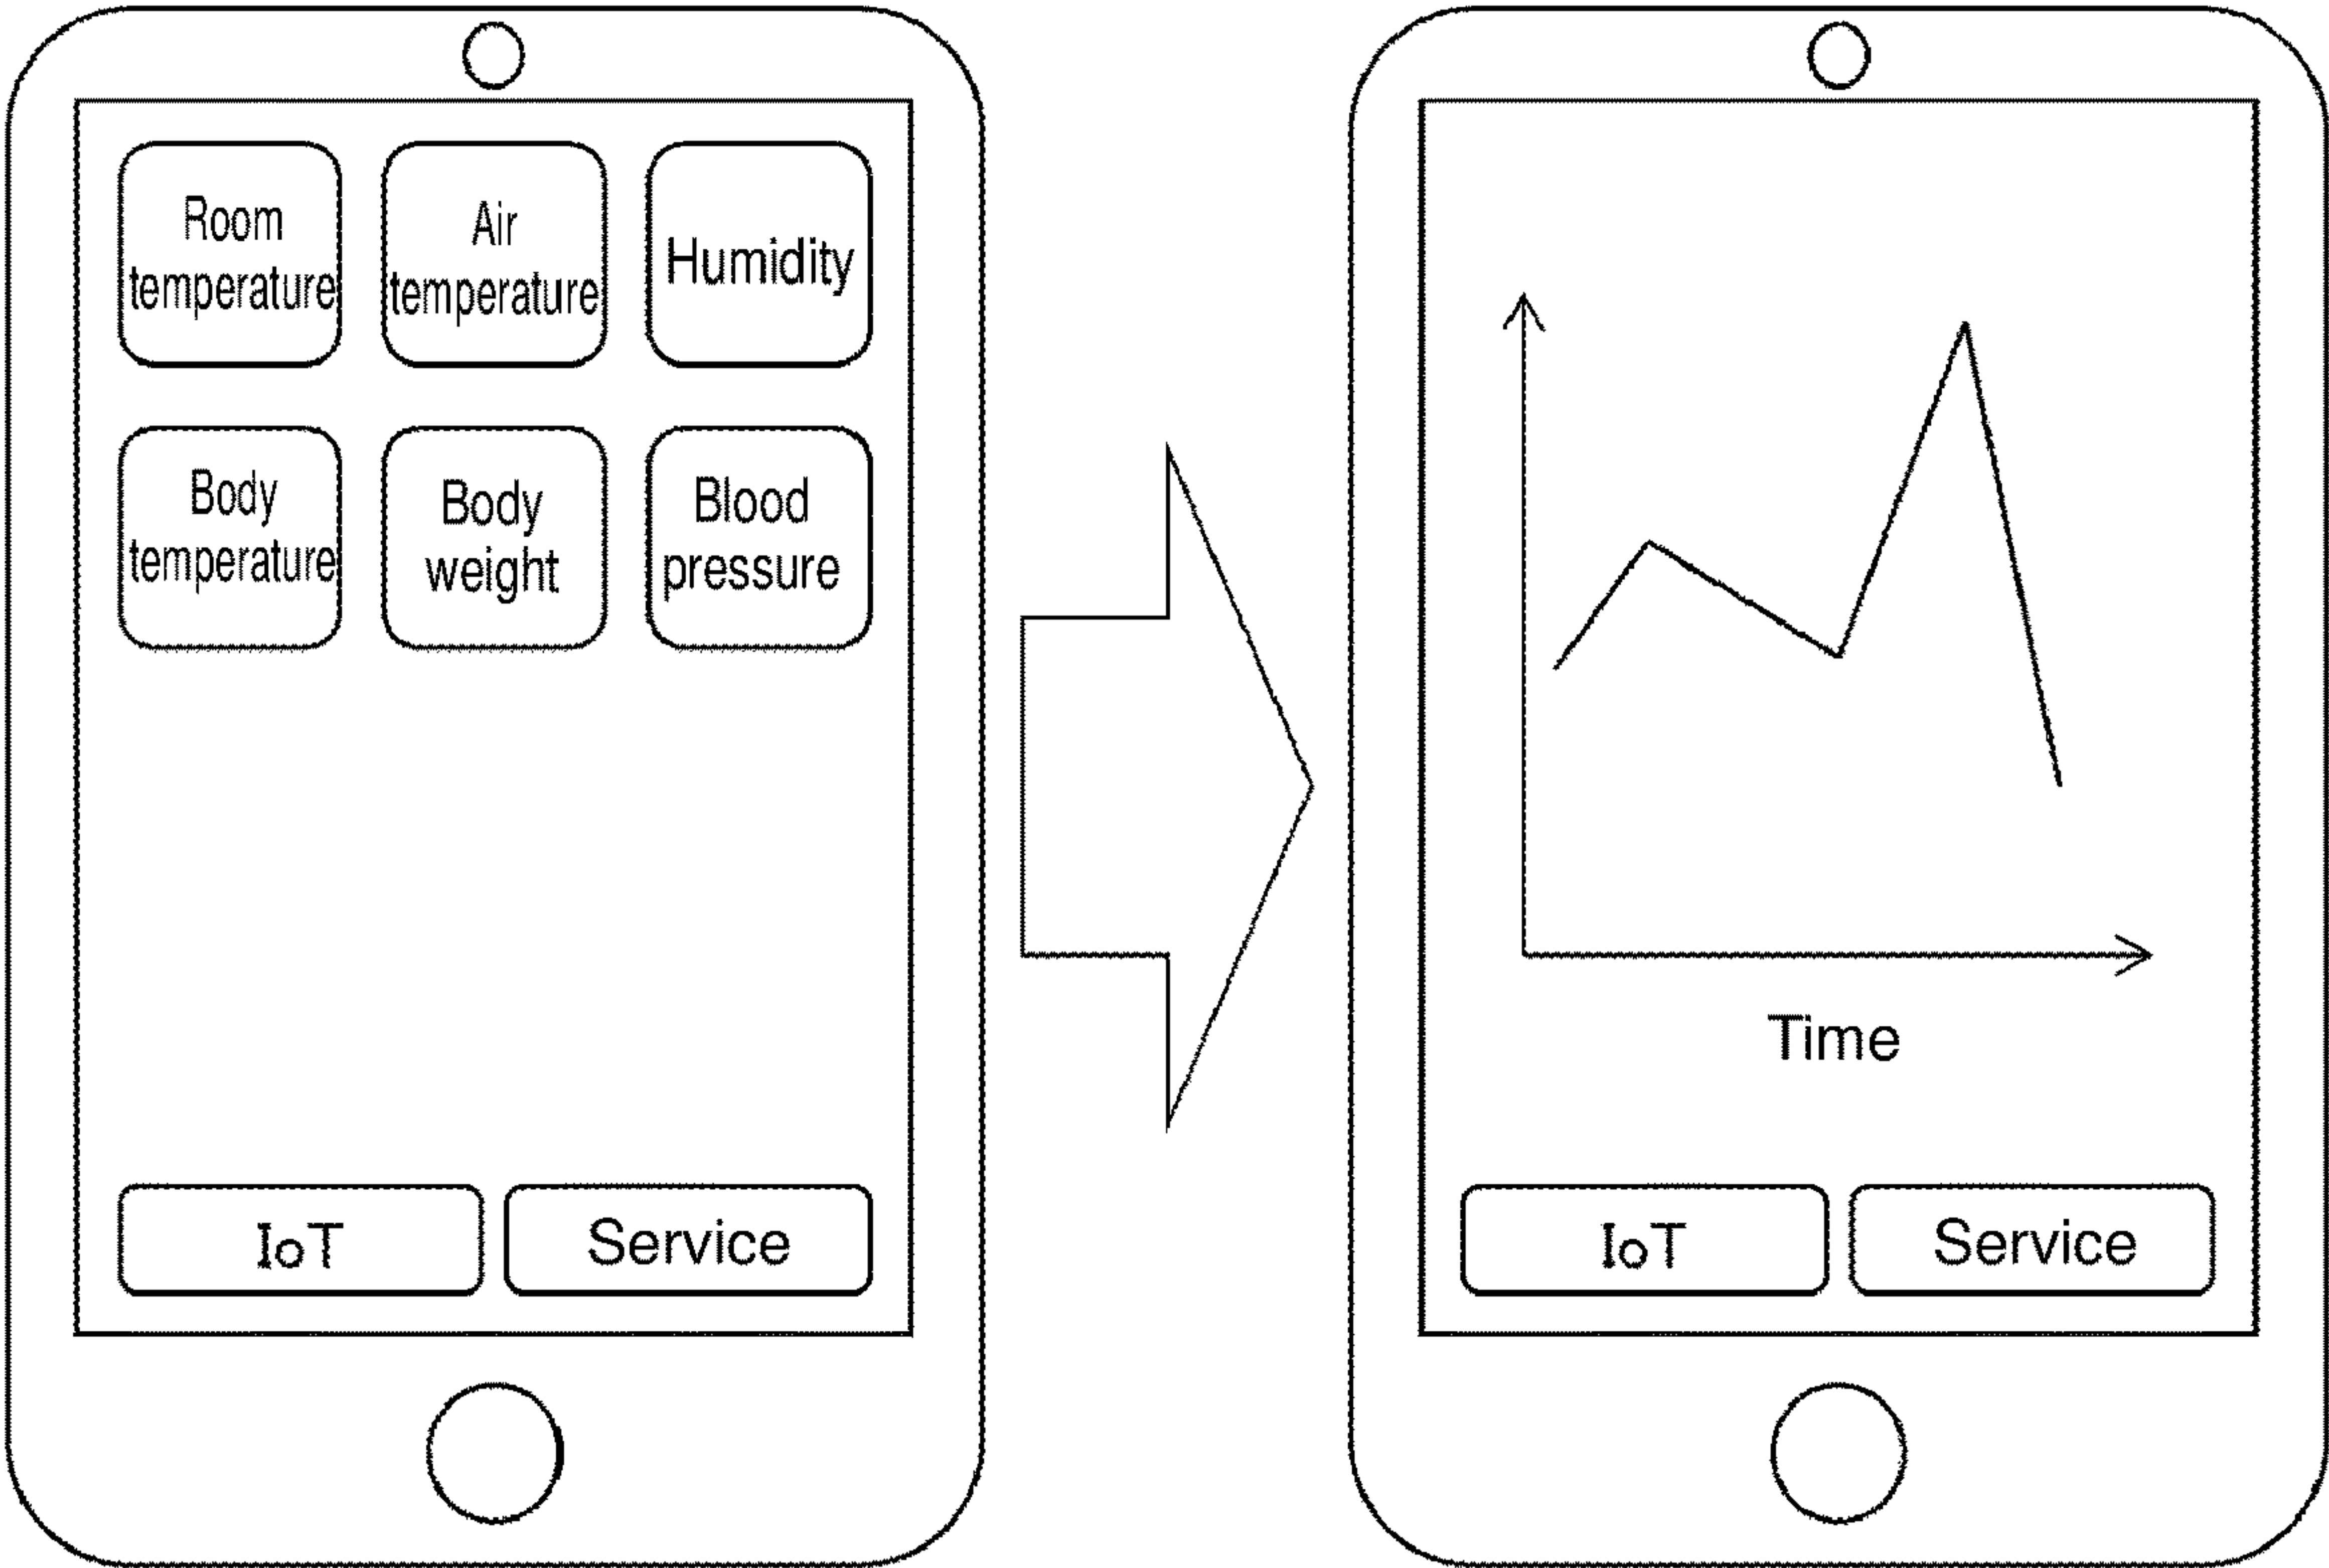 Room
temperature
Air
temperature
Humidity
Body
temperature
Body
weight
Blood
pressure
IoT
Service
Time
IoT
Service